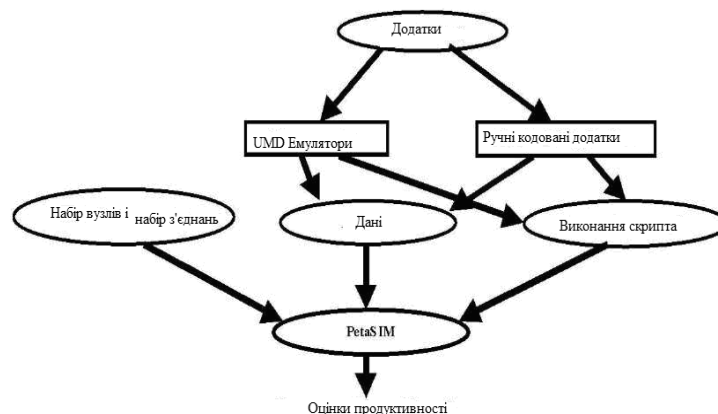 Додатки
UMD Емулятори
Ручні кодовані додатки
Набір вузлів і набір з'єднань
Дані
Виконання скрипта
PetaSIM
Оцінки продуктивності